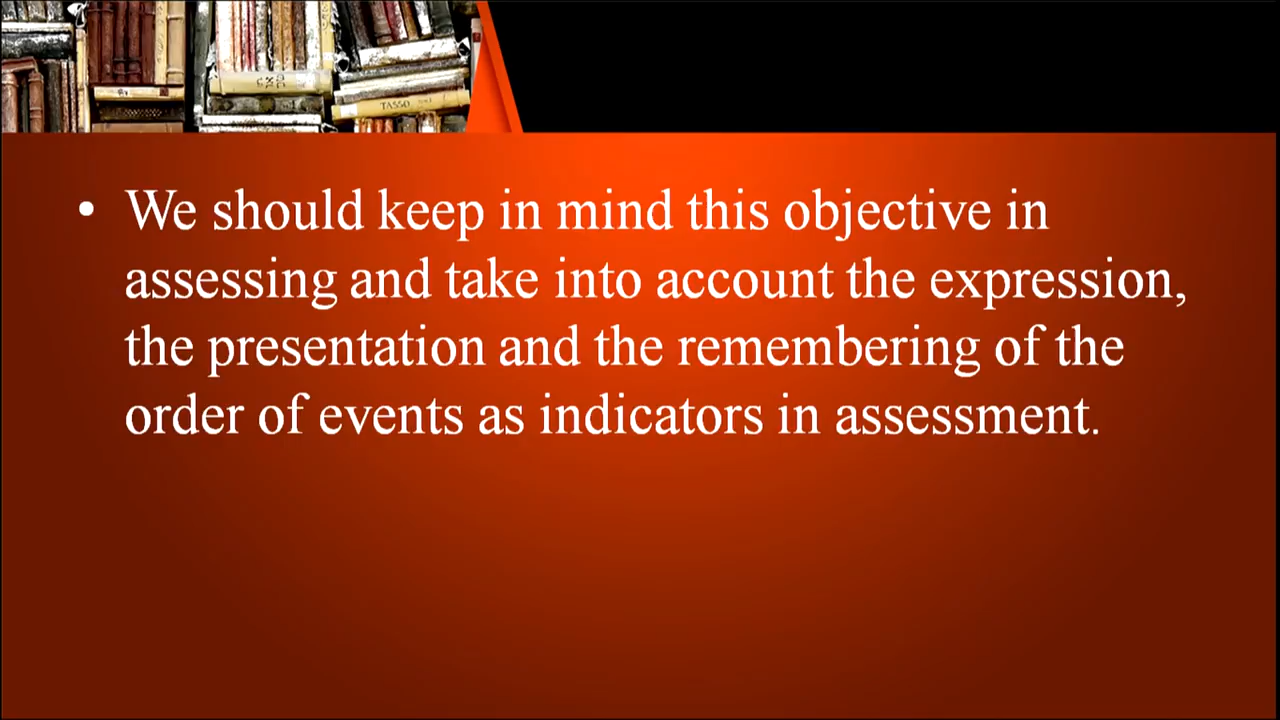 TASSO
• We should keep in mind this objective in
assessing and take into account the expression,
the presentation and the remembering of the
order of events as indicators in assessment.